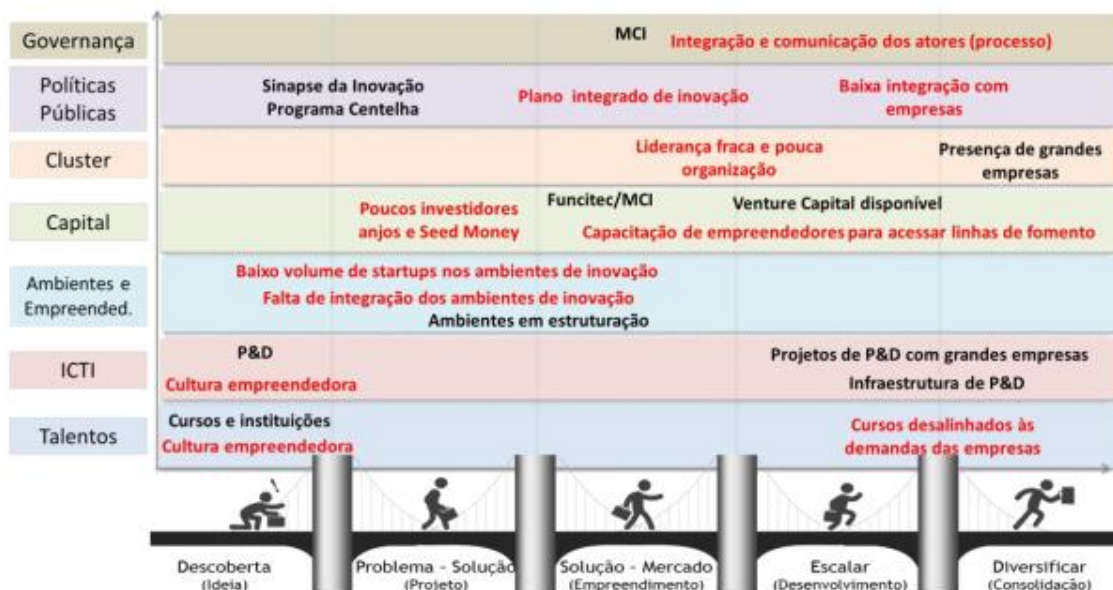 Governança
MCI
Integração e comunicação dos atores (processo)
Políticas
Públicas
Sinapse da Inovação
Programa Centelha
Plano integrado de inovação
Baixa integração com
empresas
Cluster
Liderança fraca e pouca
organização
Presença de grandes
empresas
Capital
Poucos investidores
anjos e Seed Money
Funcitec/MCI
Venture Capital disponível
Capacitação de empreendedores para acessar linhas de fomento
Ambientes e
Empreended.
Baixo volume de startups nos ambientes de inovação
Falta de integração dos ambientes de inovação
Ambientes em estruturação
ICTI
P&D
Cultura empreendedora
Projetos de P&D com grandes empresas
Infraestrutura de P&D
Talentos
Cursos e instituições
Cultura empreendedora
Cursos desalinhados às
demandas das empresas
Descoberta
(Ideia)
Problema - Solução
(Projeto)
Solução - Mercado
(Empreendimento)
Escalar
(Desenvolvimento)
Diversificar
(Consolidação)